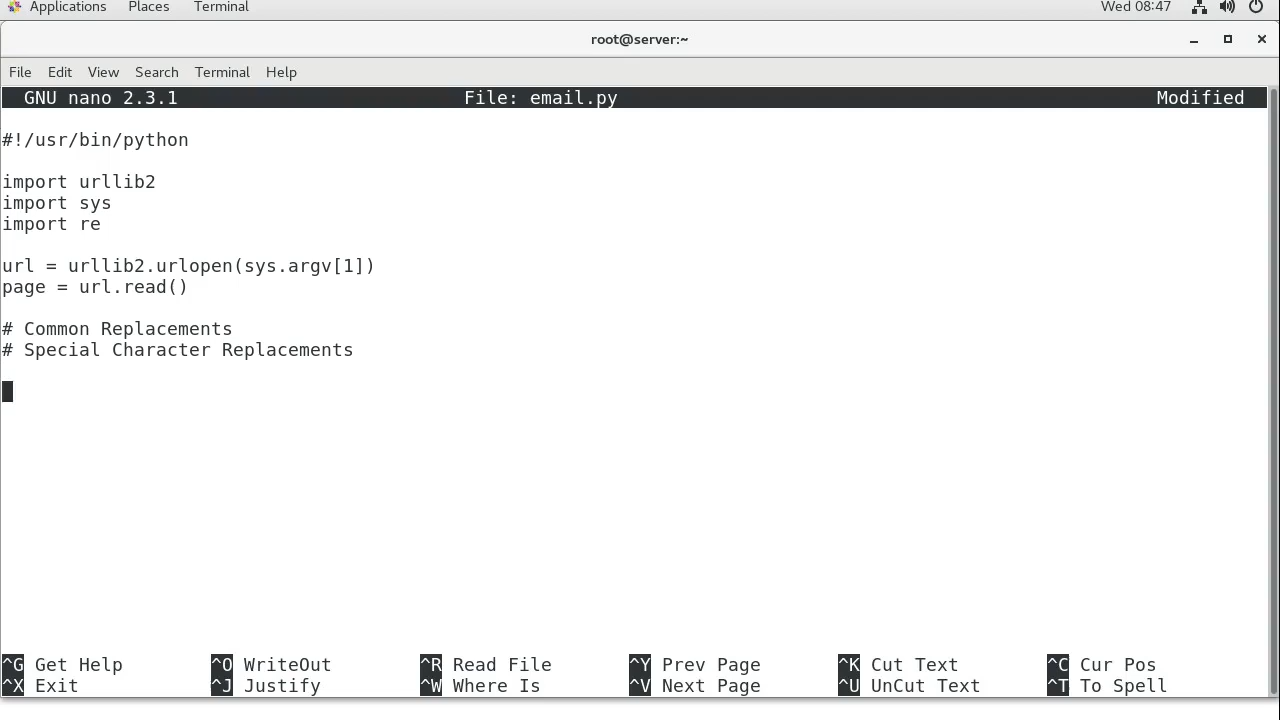 Applications Places Terminal Wed 08:47
root@server:~
File Edit View Search Terminal Help
GNU nano 2.3.1 File: email.py Modified
#!/usr/bin/python
import urllib2
import sys
import re
url = urllib2.urlopen(sys.argv[1])
page = url.read()
# Common Replacements
# Special Character Replacements
^G Get Help ^O WriteOut ^R Read File ^Y Prev Page ^K Cut Text ^C Cur Pos
^X Exit ^J Justify ^W Where Is ^V Next Page ^U UnCut Text ^T To Spell